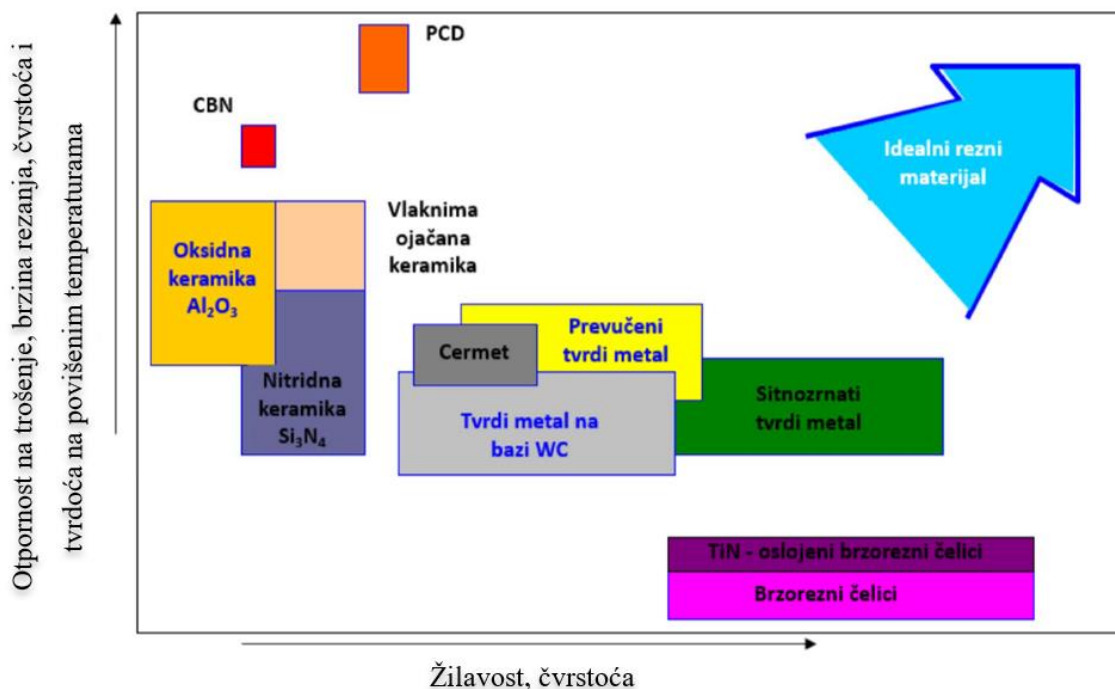 Otpornost na trošenje, brzina rezanja, čvrstoća i
tvrdoća na povišenim temperaturama
PCD
CBN
Idealni rezni
materijal
Oksidna
keramika
Al₂O₃
Vlaknima
ojačana
keramika
Nitridna
keramika
Si₃N₄
Cermet
Prevučeni
tvrdi metal
Tvrdi metal na
bazi WC
Sitnozrnati
tvrdi metal
TiN - oslojeni brzorezni čelici
Brzorezni čelici
Žilavost, čvrstoća